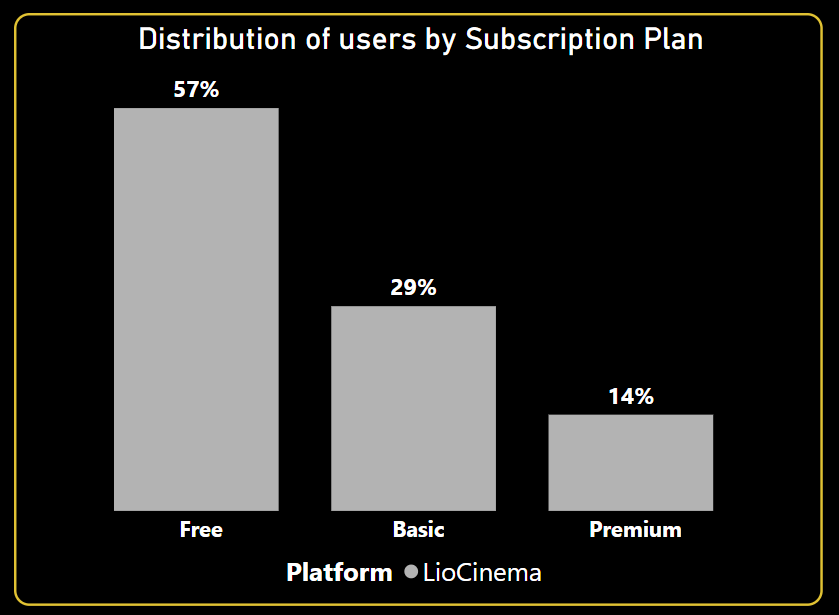 Distribution of users by Subscription Plan
57%
29%
14%
Free Basic Premium
Platform LioCinema